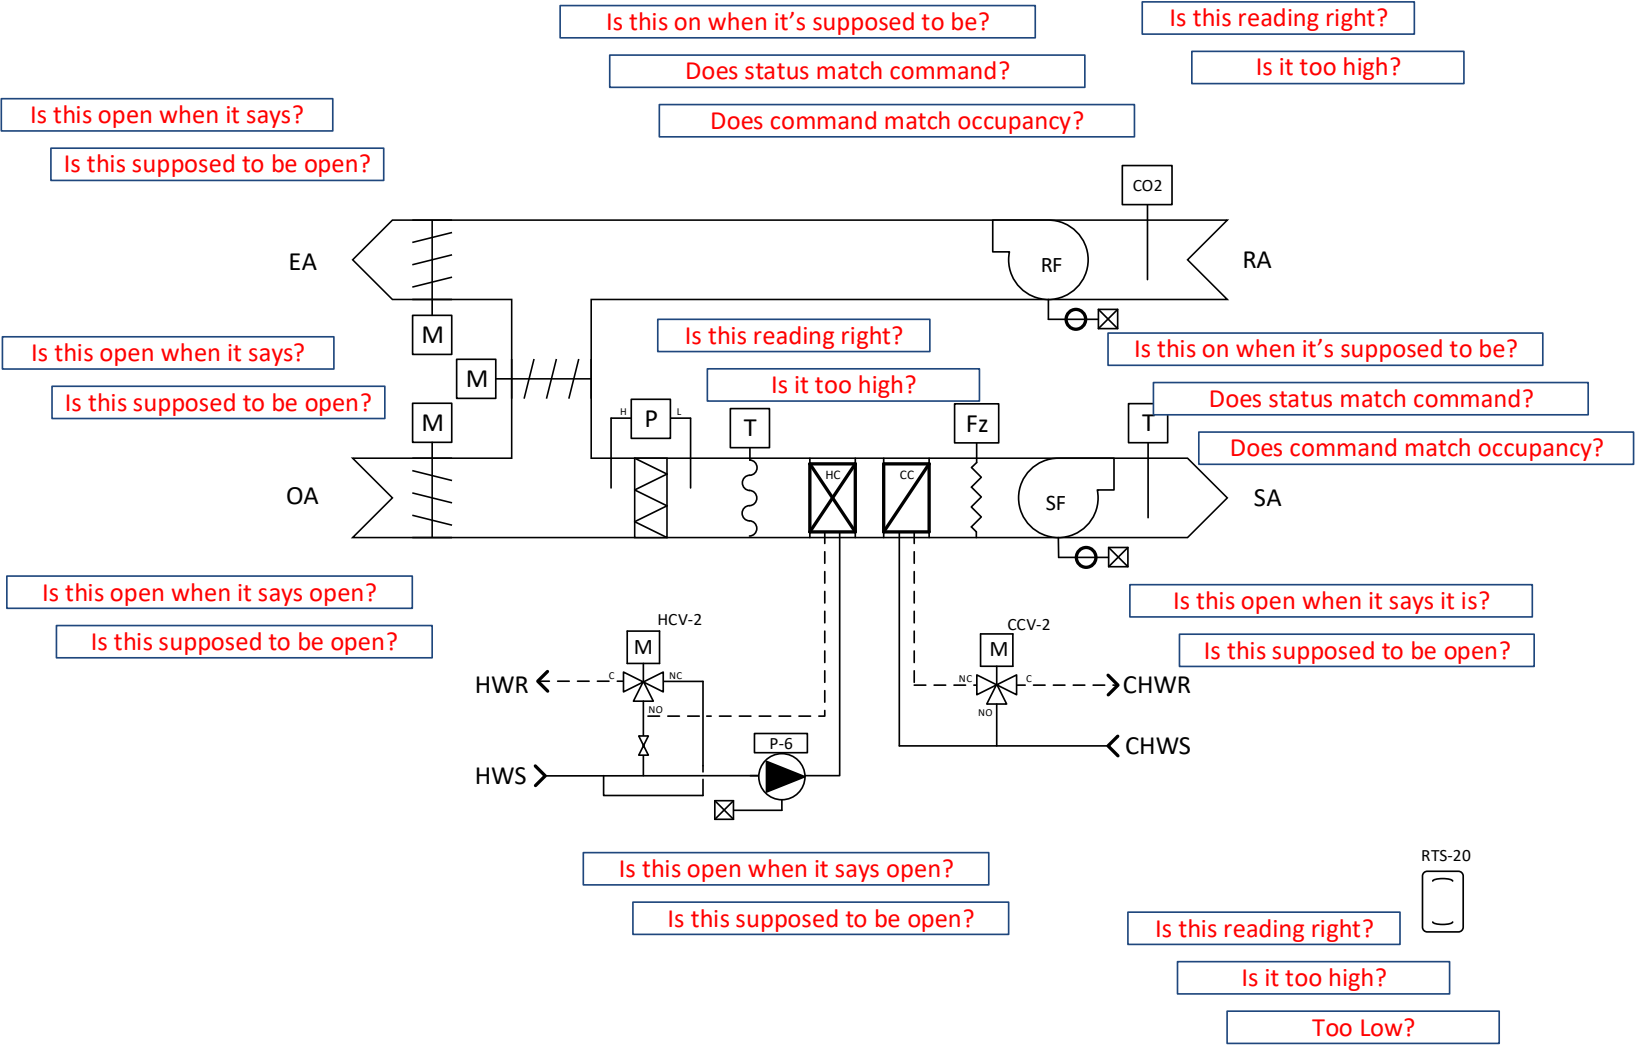 Is this on when it’s supposed to be?
Is this reading right?
Does status match command?
Is it too high?
Does command match occupancy?
Is this open when it says?
Is this supposed to be open?
CO2
EA
RF
RA
M
Is this reading right?
Is this on when it’s supposed to be?
Is this open when it says?
M
Is it too high?
Does status match command?
Is this supposed to be open?
M
H
P
L
T
Fz
T
Does command match occupancy?
OA
HC
CC
SF
SA
Is this open when it says open?
Is this open when it says it is?
Is this supposed to be open?
Is this supposed to be open?
HCV-2
M
CCV-2
M
HWR
C
NC
NO
NC
C
CHWR
NO
P-6
CHWS
HWS
Is this open when it says open?
Is this supposed to be open?
RTS-20
Is this reading right?
Is it too high?
Too Low?